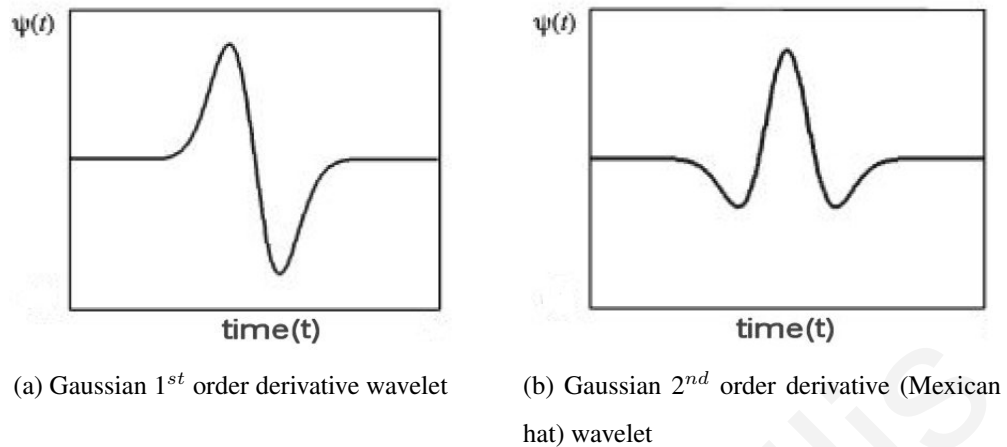 ψ(t)
ψ(t)
time(t)
time(t)
(a) Gaussian 1st order derivative wavelet
(b) Gaussian 2nd order derivative (Mexican
hat) wavelet